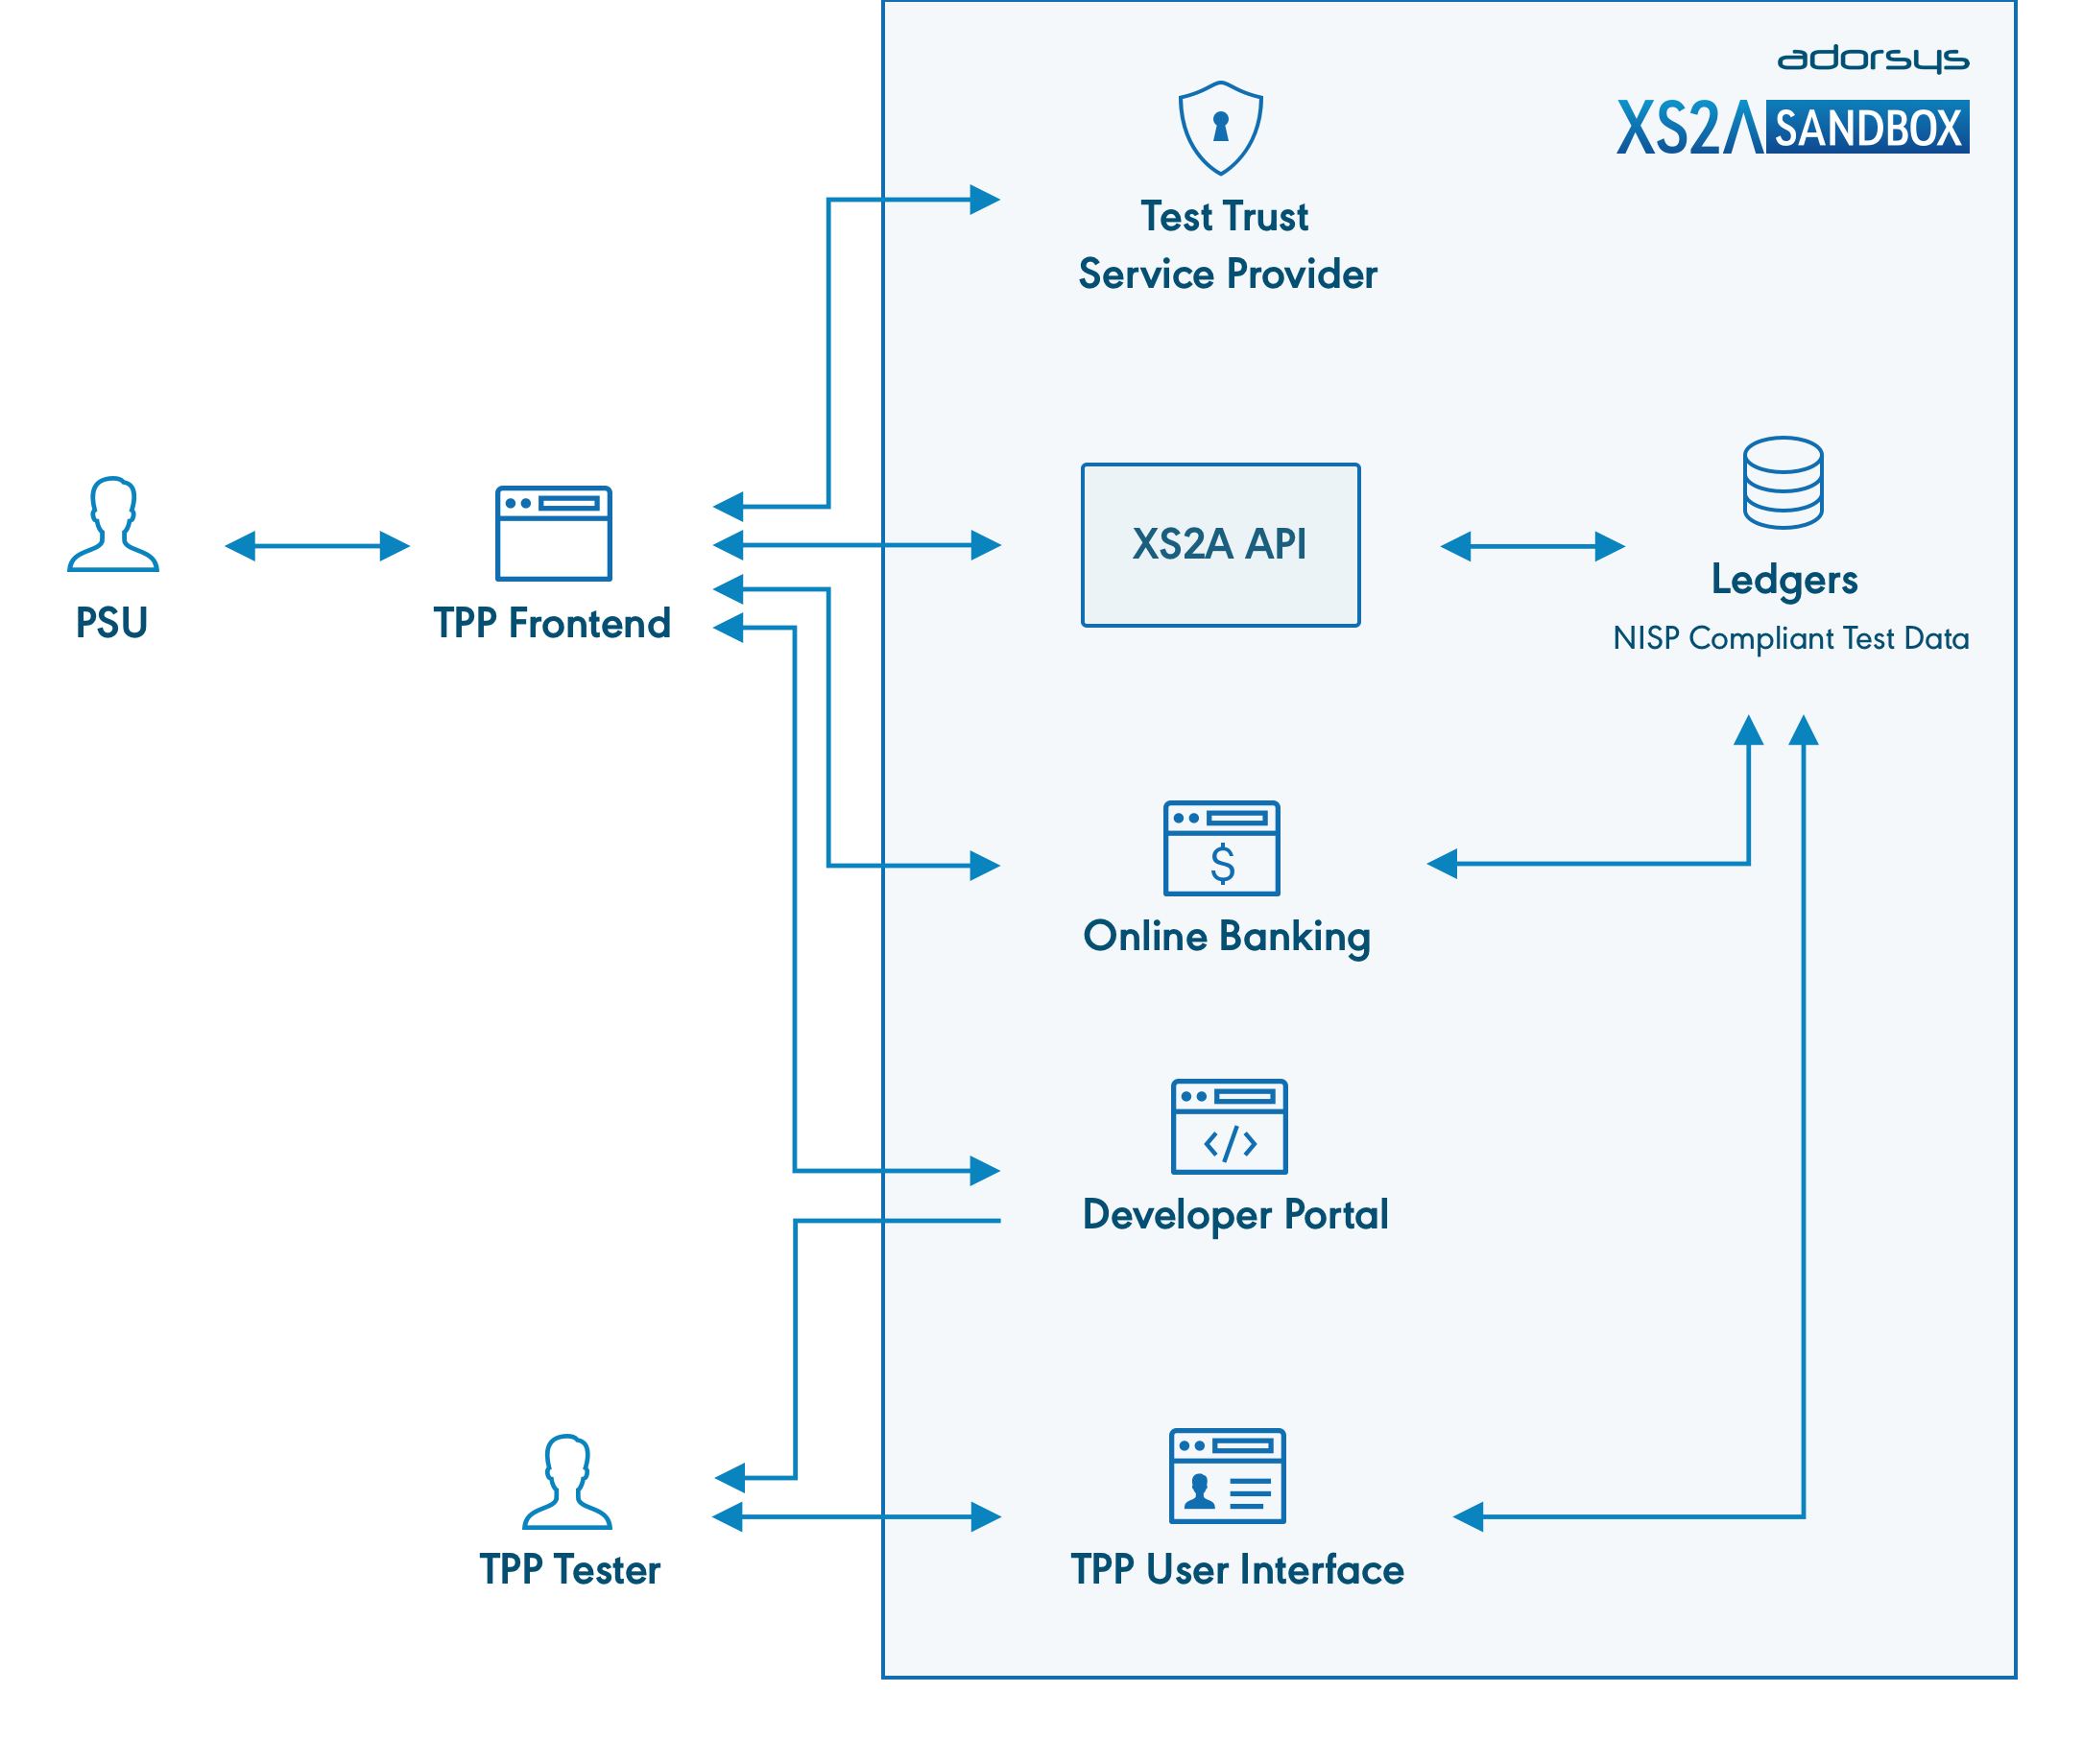 adorsys
XS2A SANDBOX
Test Trust
Service Provider
PSU
TPP Frontend
XS2A API
Ledgers
NISP Compliant Test Data
$
Online Banking
</>
Developer Portal
TPP Tester
TPP User Interface